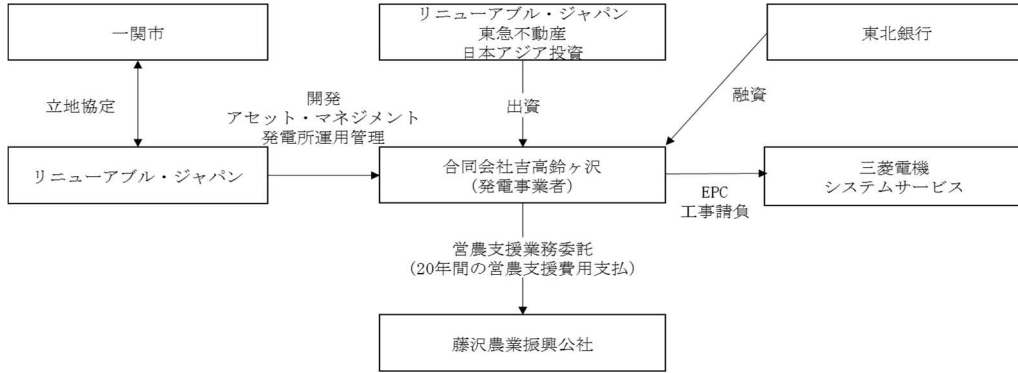 一関市
リニューアブル・ジャパン
東急不動産
日本アジア投資
東北銀行
立地協定
開発
アセット・マネジメント
発電所運用管理
出資
融資
リニューアブル・ジャパン
合同会社吉高鈴ヶ沢
(発電事業者)
EPC
工事請負
三菱電機
システムサービス
営農支援業務委託
(20年間の営農支援費用支払)
藤沢農業振興公社